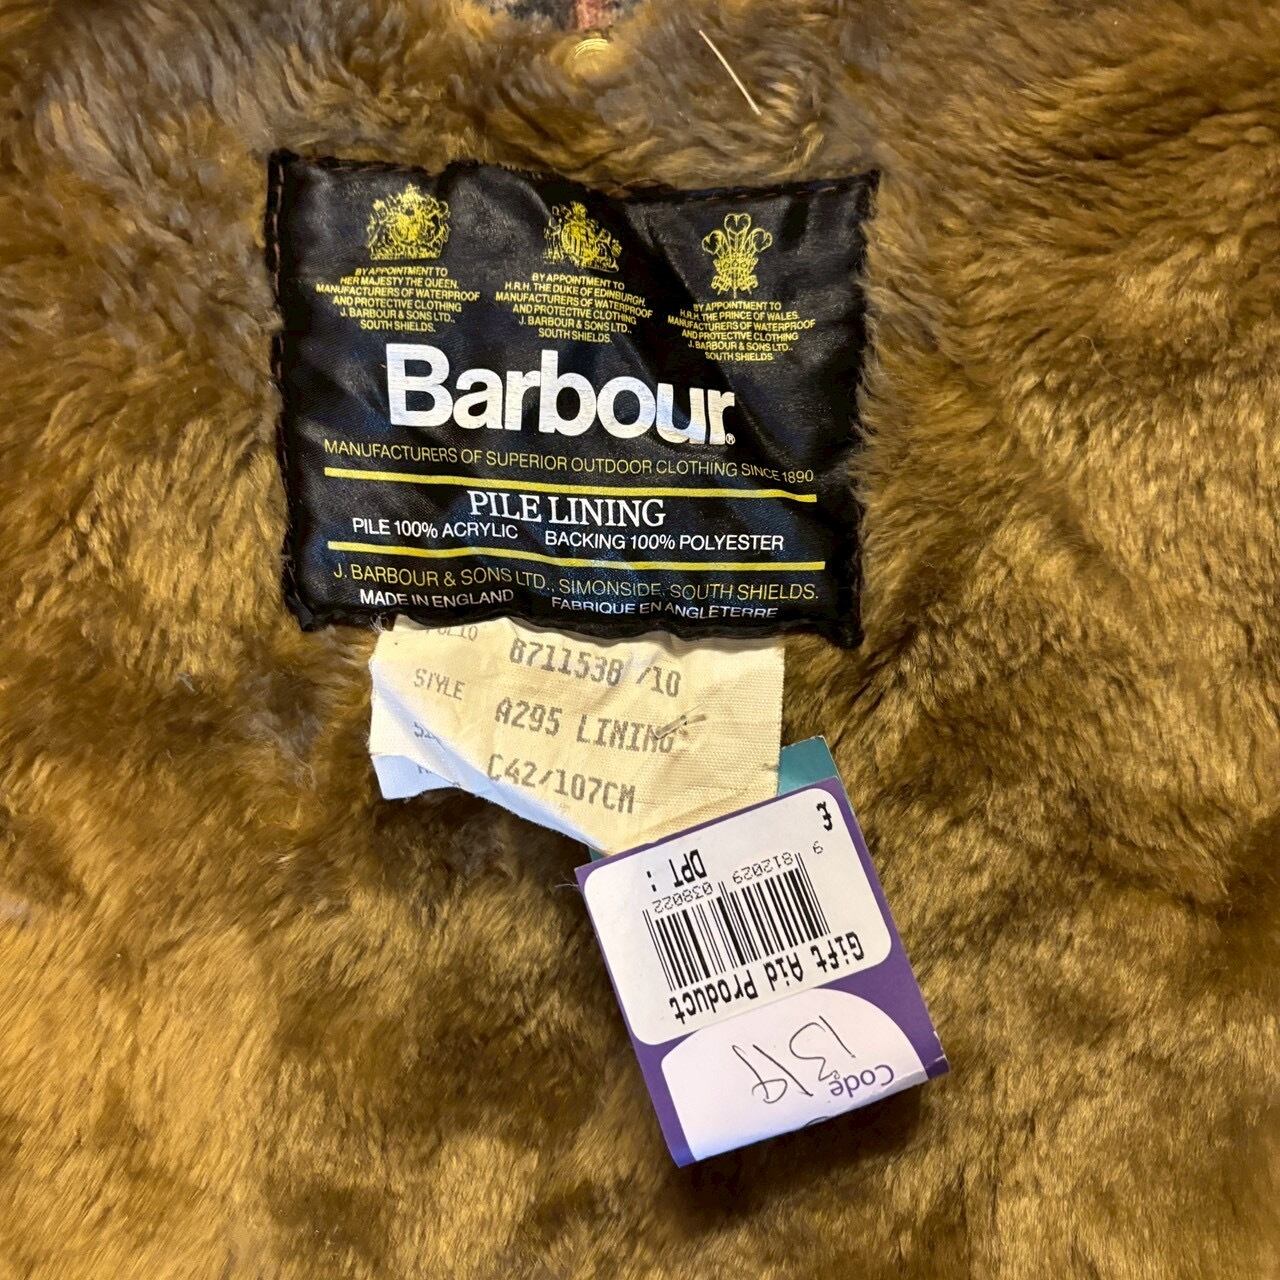 BY APPOINTMENT TO
HER MAJESTY THE QUEEN.
MANUFACTURERS OF WATERPROOF
AND PROTECTIVE CLOTHING
J. BARBOUR & SONS LTD.,
SOUTH SHIELDS.
BY APPOINTMENT TO
H.R.H. THE DUKE OF EDINBURGH.
MANUFACTURERS OF WATERPROOF
AND PROTECTIVE CLOTHING
J. BARBOUR & SONS LTD.,
SOUTH SHIELDS.
BY APPOINTMENT TO
H.R.H. THE PRINCE OF WALES.
MANUFACTURERS OF WATERPROOF
AND PROTECTIVE CLOTHING
J. BARBOUR & SONS LTD.,
SOUTH SHIELDS
Barbour®
MANUFACTURERS OF SUPERIOR OUTDOOR CLOTHING SINCE 1890
PILE LINING
PILE 100% ACRYLIC BACKING 100% POLYESTER
J. BARBOUR & SONS LTD., SIMONSIDE, SOUTH SHIELDS.
MADE IN ENGLAND FABRIQUE EN ANGLETERRE
8711538 /10
STYLE A295 LINING
C42/107CM
Code
1319
Gift Aid Product
9 812029 038022
DPT :
£